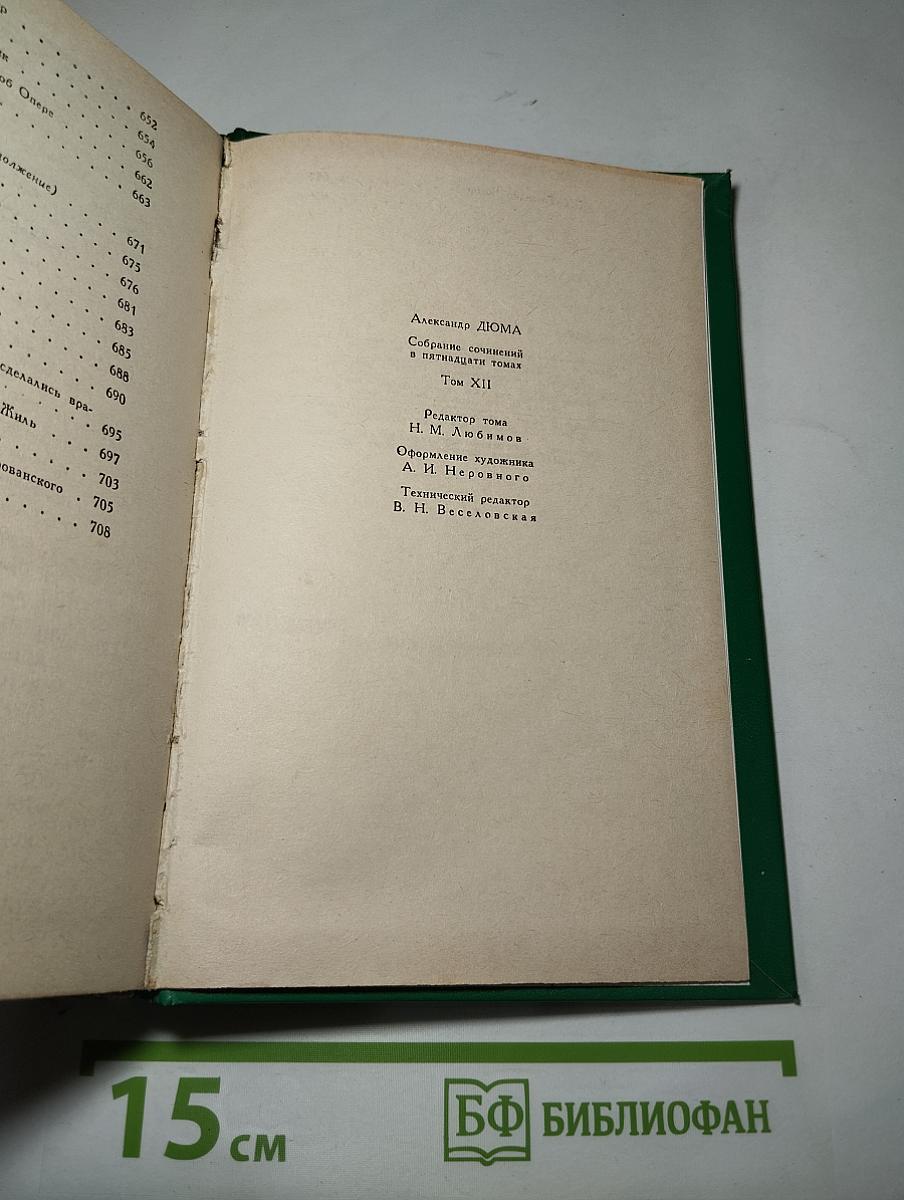 об Опере
652
654
656
662
663
671
675
676
681
683
685
688
690
сделались вра-
695
Жиль
697
703
705
708
Александр ДЮМА
Собрание сочинений
в пятнадцати томах
Том XII
Редактор тома
Н. М. Любимов
Оформление художника
А. И. Неровного
Технический редактор
В. Н. Веселовская
15 см
БФ БИБЛИОФАН